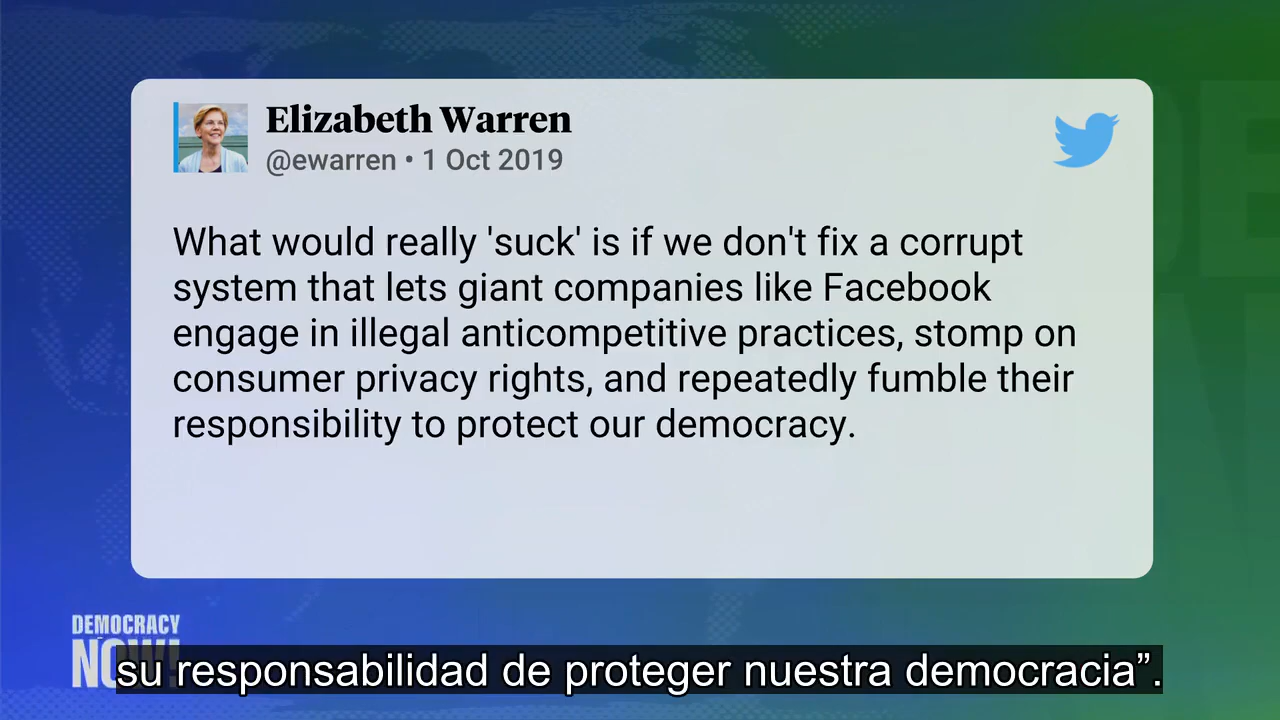 Elizabeth Warren
@ewarren • 1 Oct 2019
What would really 'suck' is if we don't fix a corrupt
system that lets giant companies like Facebook
engage in illegal anticompetitive practices, stomp on
consumer privacy rights, and repeatedly fumble their
responsibility to protect our democracy.
DEMOCRACY
NOW!
su responsabilidad de proteger nuestra democracia”.